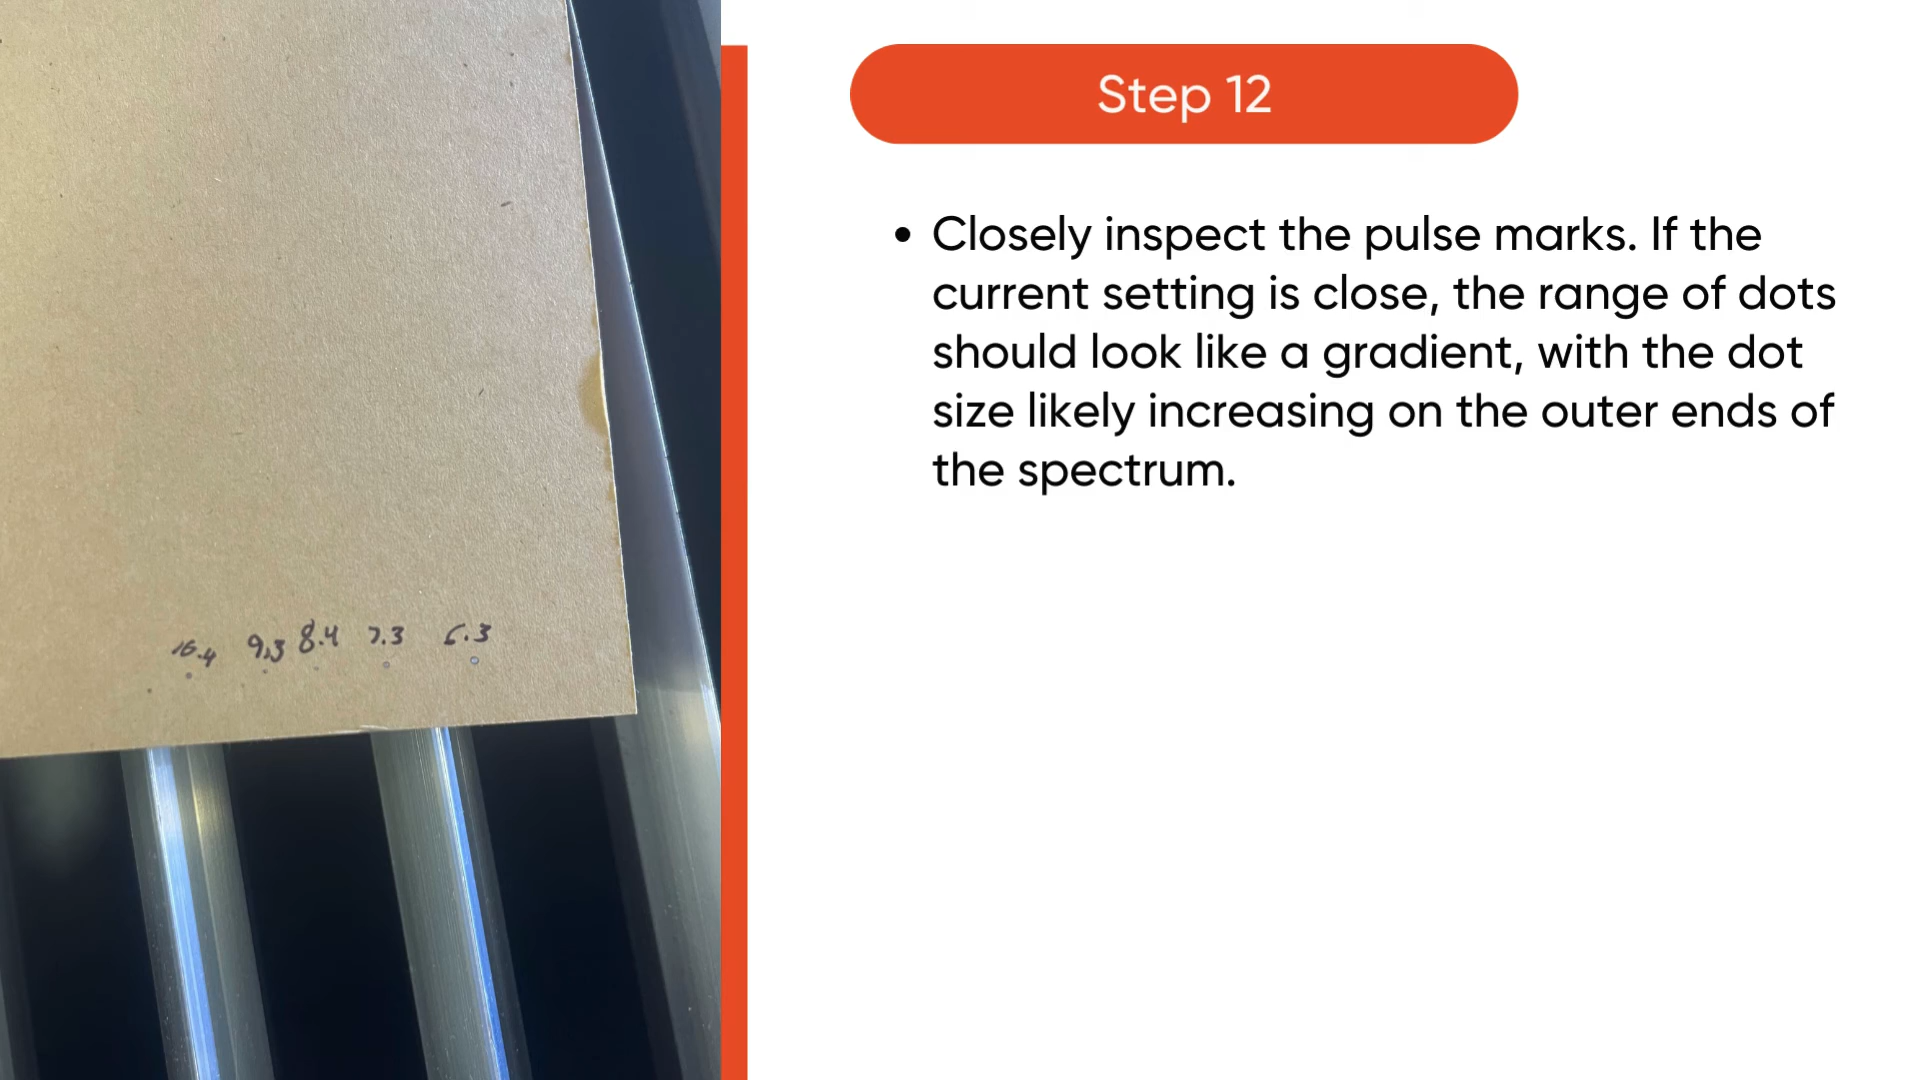 Step 12
• Closely inspect the pulse marks. If the
current setting is close, the range of dots
should look like a gradient, with the dot
size likely increasing on the outer ends of
the spectrum.
9.3 8.4 7.3 6.3